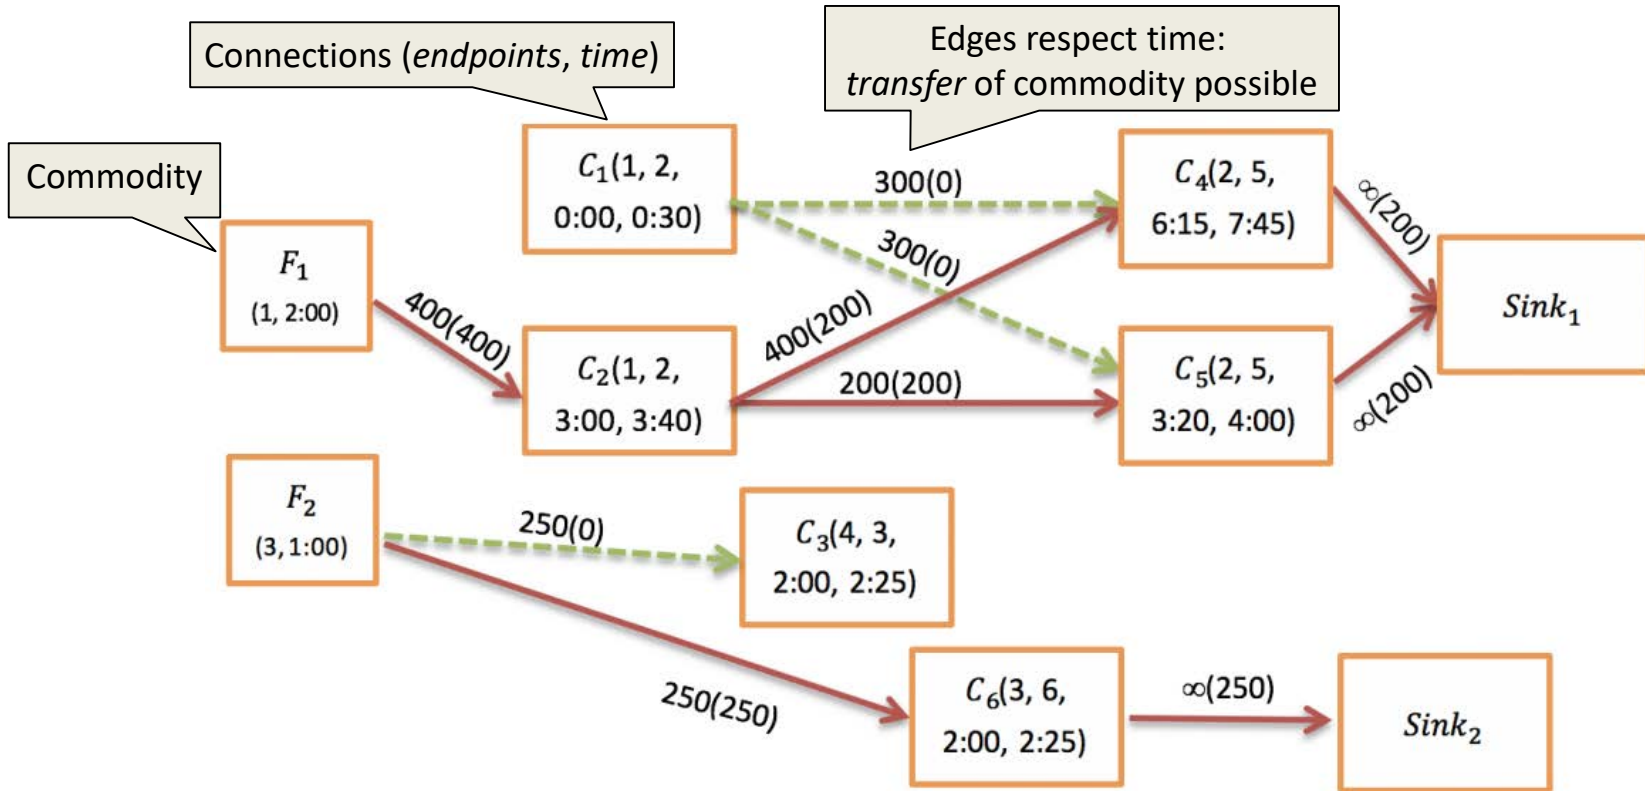 Connections (endpoints, time)
Edges respect time:
transfer of commodity possible
Commodity
F₁
(1, 2:00)
C₁(1, 2,
0:00, 0:30)
300(0)
300(0)
C₄(2, 5,
6:15, 7:45)
∞(200)
Sink₁
400(400)
C₂(1, 2,
3:00, 3:40)
400(200)
200(200)
C₅(2, 5,
3:20, 4:00)
∞(200)
F₂
(3, 1:00)
250(0)
C₃(4, 3,
2:00, 2:25)
250(250)
C₆(3, 6,
2:00, 2:25)
∞(250)
Sink₂